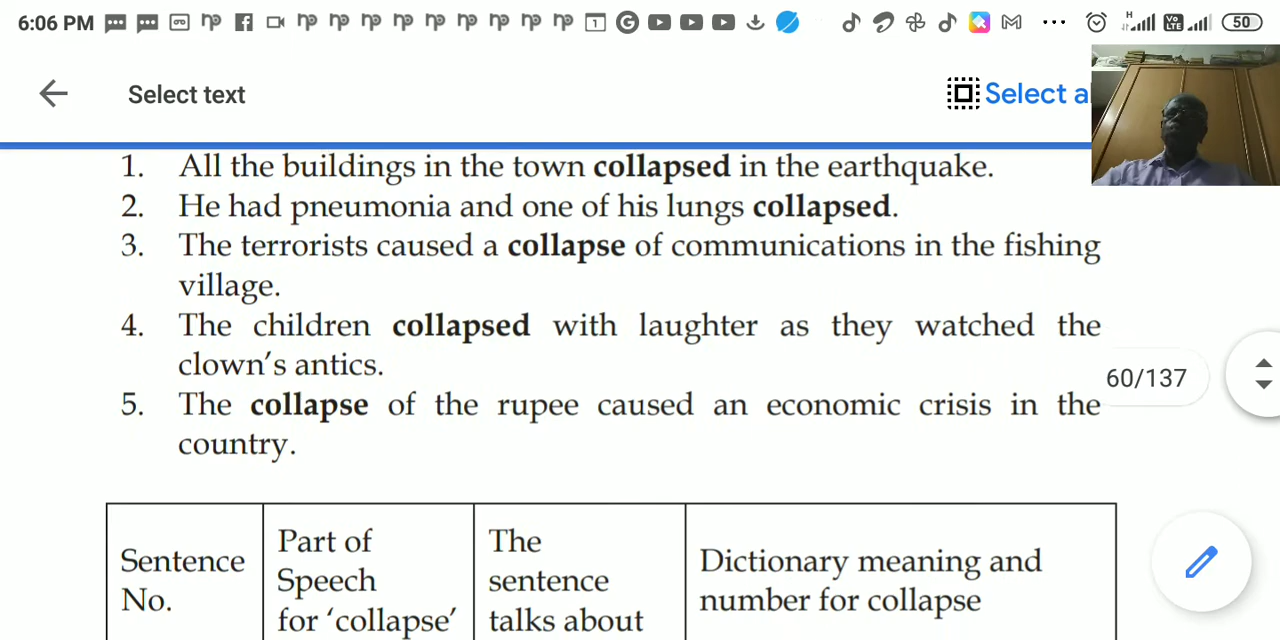 6:06 PM
H
Vo
LTE
50
Select text
Select a
1. All the buildings in the town collapsed in the earthquake.
2. He had pneumonia and one of his lungs collapsed.
3. The terrorists caused a collapse of communications in the fishing
village.
4. The children collapsed with laughter as they watched the
clown's antics.
60/137
5. The collapse of the rupee caused an economic crisis in the
country.
Sentence
No.
Part of
Speech
for 'collapse'
The
sentence
talks about
Dictionary meaning and
number for collapse